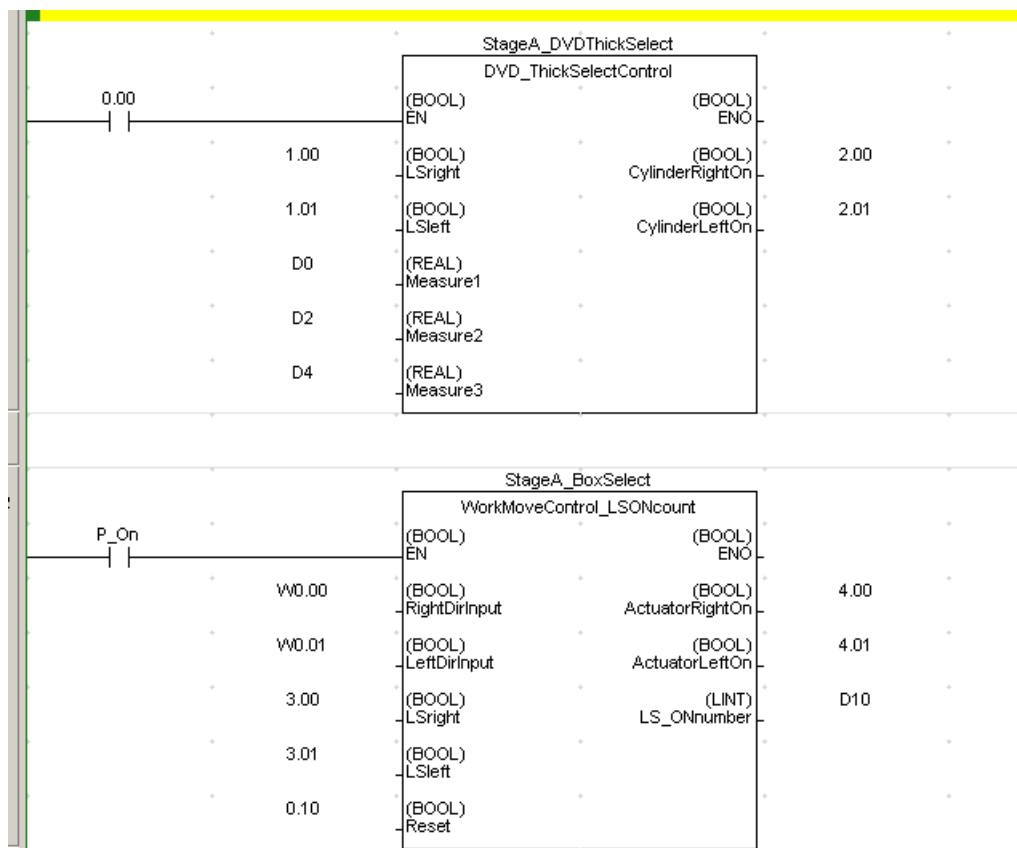 StageA_DVDThickSelect
DVD_ThickSelectControl
0.00 (BOOL) (BOOL)
EN ENO
1.00 (BOOL) (BOOL) 2.00
LSright CylinderRightOn
1.01 (BOOL) (BOOL) 2.01
LSleft CylinderLeftOn
D0 (REAL)
Measure1
D2 (REAL)
Measure2
D4 (REAL)
Measure3
StageA_BoxSelect
WorkMoveControl_LSONcount
P_On (BOOL) (BOOL)
EN ENO
W0.00 (BOOL) (BOOL) 4.00
RightDirInput ActuatorRightOn
W0.01 (BOOL) (BOOL) 4.01
LeftDirInput ActuatorLeftOn
3.00 (BOOL) (LINT) D10
LSright LS_ONnumber
3.01 (BOOL)
LSleft
0.10 (BOOL)
Reset